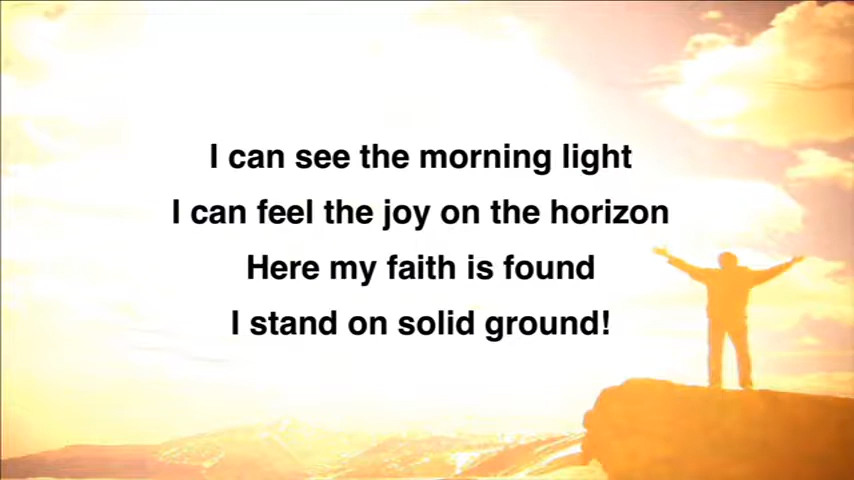 I can see the morning light
I can feel the joy on the horizon
Here my faith is found
I stand on solid ground!